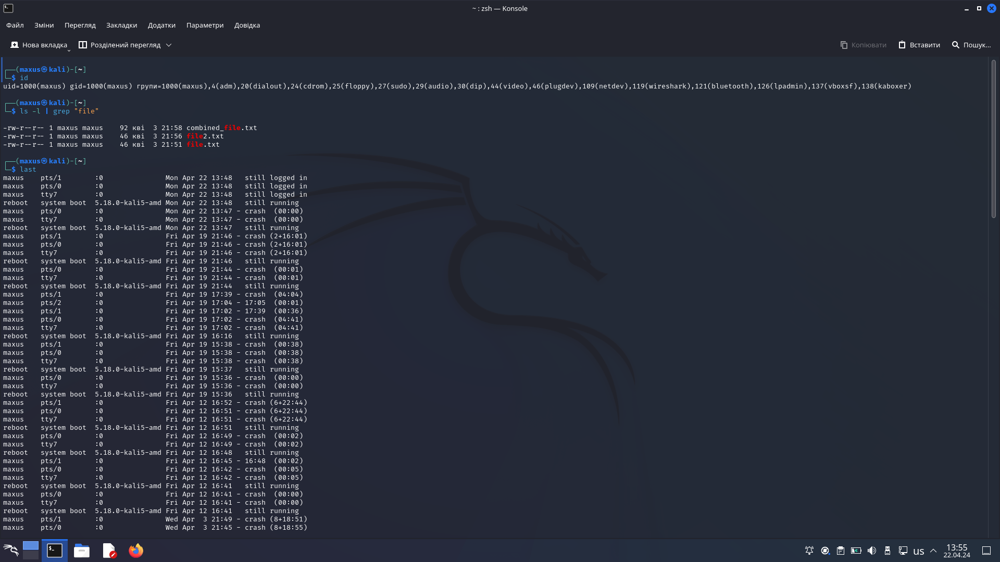 ~ : zsh — Konsole
Файл Зміни Перегляд Закладки Додатки Параметри Довідка
Нова вкладка Розділений перегляд Копіювати Вставити Пошук...
┌──(maxus㉿kali)-[~]
└─$ id
uid=1000(maxus) gid=1000(maxus) групи=1000(maxus),4(adm),20(dialout),24(cdrom),25(floppy),27(sudo),29(audio),30(dip),44(video),46(plugdev),109(netdev),119(wireshark),121(bluetooth),126(lpadmin),137(vboxsf),138(kaboxer)
┌──(maxus㉿kali)-[~]
└─$ ls -l | grep "file"
-rw-r--r-- 1 maxus maxus    92 кві  3 21:58 combined_file.txt
-rw-r--r-- 1 maxus maxus    46 кві  3 21:56 file2.txt
-rw-r--r-- 1 maxus maxus    46 кві  3 21:51 file.txt
┌──(maxus㉿kali)-[~]
└─$ last
maxus    pts/1        :0               Mon Apr 22 13:48   still logged in
maxus    pts/0        :0               Mon Apr 22 13:48   still logged in
maxus    tty7         :0               Mon Apr 22 13:48   still logged in
reboot   system boot  5.18.0-kali5-amd Mon Apr 22 13:48   still running
maxus    pts/0        :0               Mon Apr 22 13:47 - crash  (00:00)
maxus    tty7         :0               Mon Apr 22 13:47 - crash  (00:00)
reboot   system boot  5.18.0-kali5-amd Mon Apr 22 13:47   still running
maxus    pts/1        :0               Fri Apr 19 21:46 - crash (2+16:01)
maxus    pts/0        :0               Fri Apr 19 21:46 - crash (2+16:01)
maxus    tty7         :0               Fri Apr 19 21:46 - crash (2+16:01)
reboot   system boot  5.18.0-kali5-amd Fri Apr 19 21:46   still running
maxus    pts/0        :0               Fri Apr 19 21:44 - crash  (00:01)
maxus    tty7         :0               Fri Apr 19 21:44 - crash  (00:01)
reboot   system boot  5.18.0-kali5-amd Fri Apr 19 21:44   still running
maxus    pts/1        :0               Fri Apr 19 17:39 - crash  (04:04)
maxus    pts/2        :0               Fri Apr 19 17:04 - 17:05  (00:01)
maxus    pts/1        :0               Fri Apr 19 17:02 - 17:39  (00:36)
maxus    pts/0        :0               Fri Apr 19 17:02 - crash  (04:41)
maxus    tty7         :0               Fri Apr 19 17:02 - crash  (04:41)
reboot   system boot  5.18.0-kali5-amd Fri Apr 19 16:16   still running
maxus    pts/1        :0               Fri Apr 19 15:38 - crash  (00:38)
maxus    pts/0        :0               Fri Apr 19 15:38 - crash  (00:38)
maxus    tty7         :0               Fri Apr 19 15:38 - crash  (00:38)
reboot   system boot  5.18.0-kali5-amd Fri Apr 19 15:37   still running
maxus    pts/0        :0               Fri Apr 19 15:36 - crash  (00:00)
maxus    tty7         :0               Fri Apr 19 15:36 - crash  (00:00)
reboot   system boot  5.18.0-kali5-amd Fri Apr 19 15:36   still running
maxus    pts/1        :0               Fri Apr 12 16:52 - crash (6+22:44)
maxus    pts/0        :0               Fri Apr 12 16:51 - crash (6+22:44)
maxus    tty7         :0               Fri Apr 12 16:51 - crash (6+22:44)
reboot   system boot  5.18.0-kali5-amd Fri Apr 12 16:51   still running
maxus    pts/0        :0               Fri Apr 12 16:49 - crash  (00:02)
maxus    tty7         :0               Fri Apr 12 16:49 - crash  (00:02)
reboot   system boot  5.18.0-kali5-amd Fri Apr 12 16:48   still running
maxus    pts/1        :0               Fri Apr 12 16:45 - 16:48  (00:02)
maxus    pts/0        :0               Fri Apr 12 16:42 - crash  (00:05)
maxus    tty7         :0               Fri Apr 12 16:42 - crash  (00:05)
reboot   system boot  5.18.0-kali5-amd Fri Apr 12 16:41   still running
maxus    pts/0        :0               Fri Apr 12 16:41 - crash  (00:00)
maxus    tty7         :0               Fri Apr 12 16:41 - crash  (00:00)
reboot   system boot  5.18.0-kali5-amd Fri Apr 12 16:41   still running
maxus    pts/1        :0               Wed Apr  3 21:49 - crash (8+18:51)
maxus    pts/0        :0               Wed Apr  3 21:45 - crash (8+18:55)
us 13:55
22.04.24